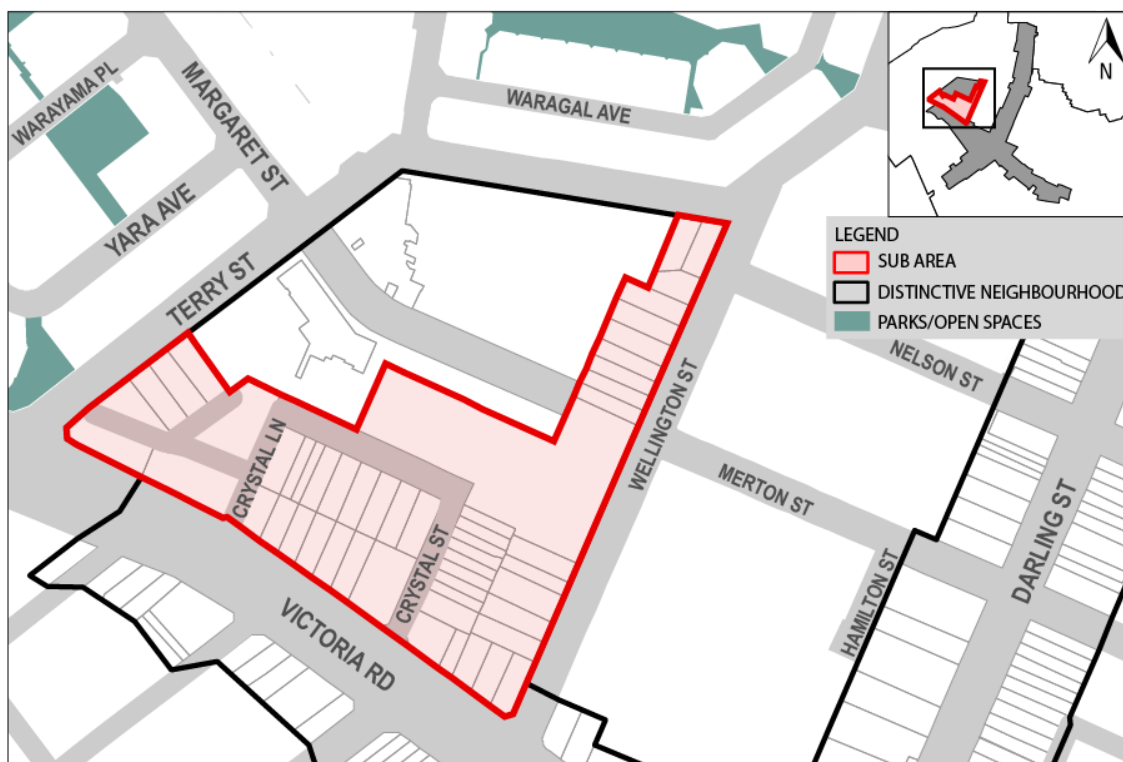 WARAYAMA PL
MARGARET ST
WARAGAL AVE
N
YARA AVE
TERRY ST
LEGEND
SUB AREA
DISTINCTIVE NEIGHBOURHOOD
PARKS/OPEN SPACES
NELSON ST
WELLINGTON ST
CRYSTAL LN
MERTON ST
CRYSTAL ST
DARLING ST
HAMILTON ST
VICTORIA RD